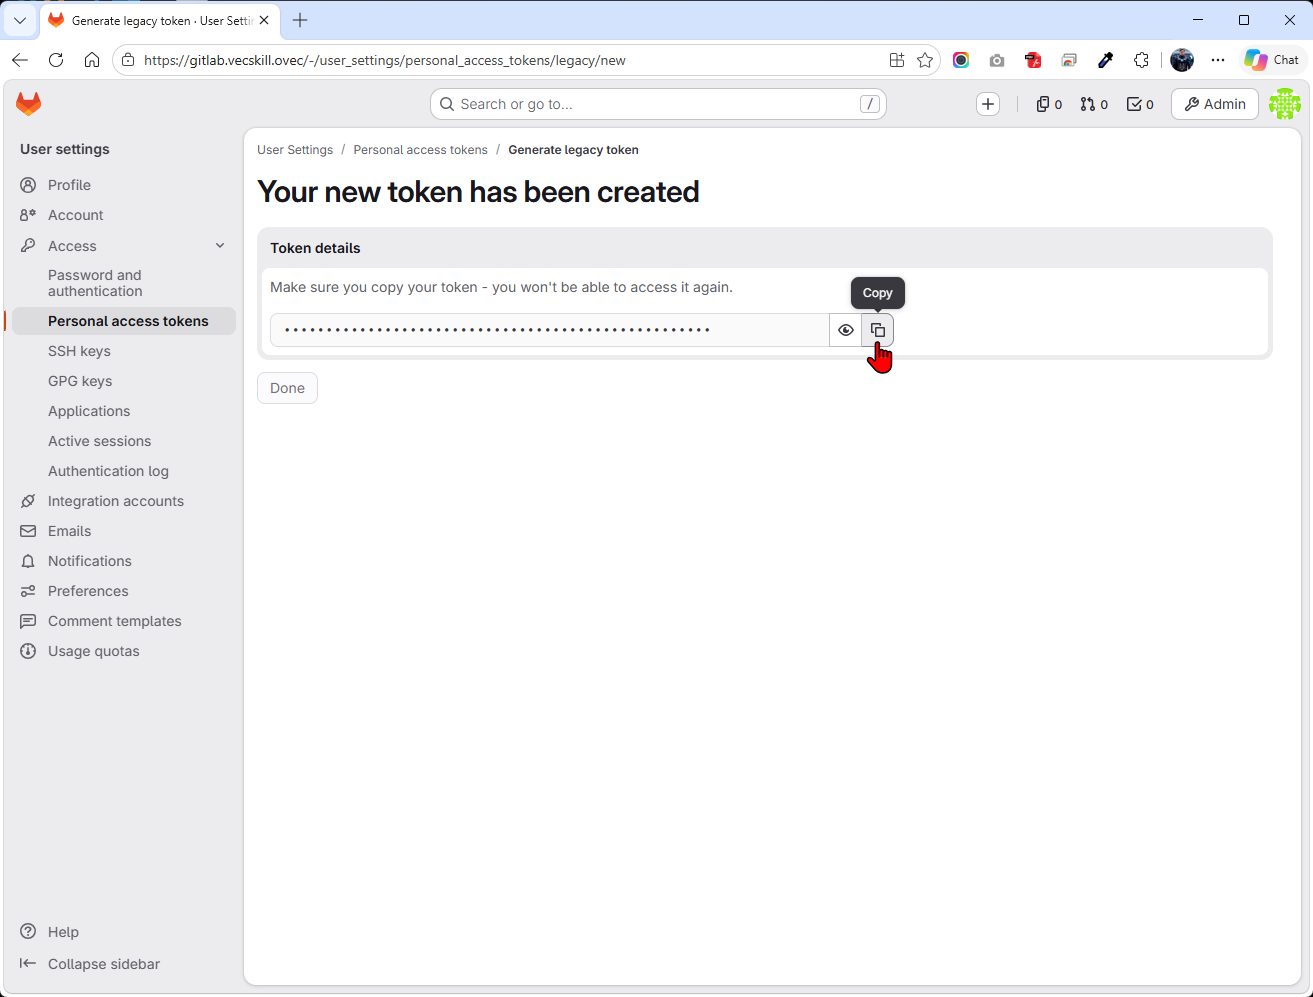 Generate legacy token · User Setti
https://gitlab.vecskill.ovec/-/user_settings/personal_access_tokens/legacy/new
Chat
Search or go to...
/
0
0
0
Admin
User settings
Profile
Account
Access
Password and
authentication
Personal access tokens
SSH keys
GPG keys
Applications
Active sessions
Authentication log
Integration accounts
Emails
Notifications
Preferences
Comment templates
Usage quotas
Help
Collapse sidebar
User Settings / Personal access tokens / Generate legacy token
Your new token has been created
Token details
Make sure you copy your token - you won't be able to access it again.
Copy
Done